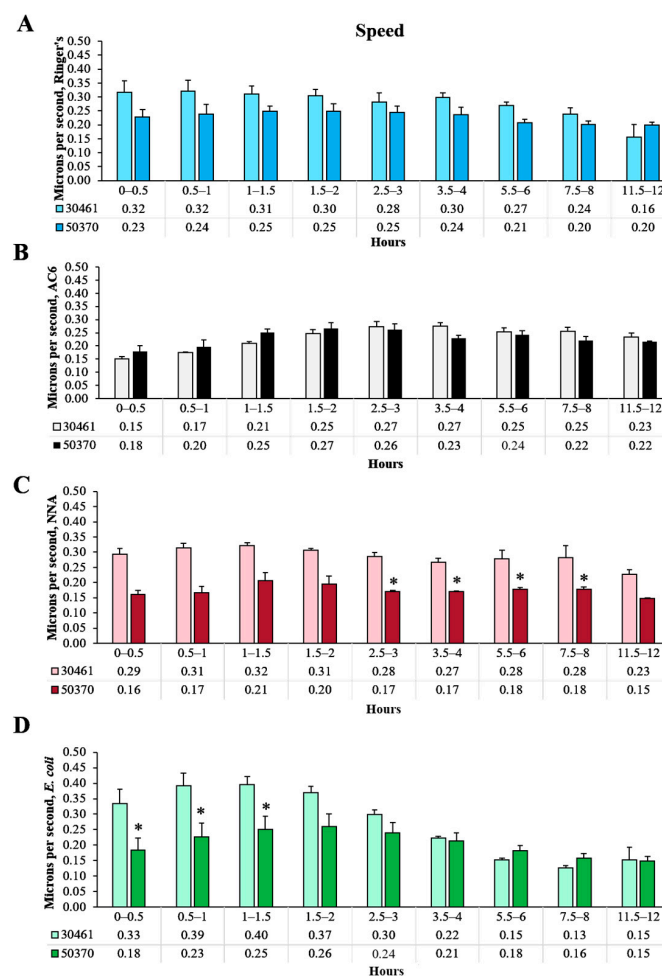 A
Speed
Microns per second, Ringer's
0.50
0.45
0.40
0.35
0.30
0.25
0.20
0.15
0.10
0.05
0.00
0–0.5 0.5–1 1–1.5 1.5–2 2.5–3 3.5–4 5.5–6 7.5–8 11.5–12
30461 0.32 0.32 0.31 0.30 0.28 0.30 0.27 0.24 0.16
50370 0.23 0.24 0.25 0.25 0.25 0.24 0.21 0.20 0.20
Hours
B
Microns per second, AC6
0.50
0.45
0.40
0.35
0.30
0.25
0.20
0.15
0.10
0.05
0.00
0–0.5 0.5–1 1–1.5 1.5–2 2.5–3 3.5–4 5.5–6 7.5–8 11.5–12
30461 0.15 0.17 0.21 0.25 0.27 0.27 0.25 0.25 0.23
50370 0.18 0.20 0.25 0.27 0.26 0.23 0.24 0.22 0.22
Hours
C
Microns per second, NNA
0.50
0.45
0.40
0.35
0.30
0.25
0.20
0.15
0.10
0.05
0.00
* * * *
0–0.5 0.5–1 1–1.5 1.5–2 2.5–3 3.5–4 5.5–6 7.5–8 11.5–12
30461 0.29 0.31 0.32 0.31 0.28 0.27 0.28 0.28 0.23
50370 0.16 0.17 0.21 0.20 0.17 0.17 0.18 0.18 0.15
Hours
D
Microns per second, E. coli
0.50
0.45
0.40
0.35
0.30
0.25
0.20
0.15
0.10
0.05
0.00
* * *
0–0.5 0.5–1 1–1.5 1.5–2 2.5–3 3.5–4 5.5–6 7.5–8 11.5–12
30461 0.33 0.39 0.40 0.37 0.30 0.22 0.15 0.13 0.15
50370 0.18 0.23 0.25 0.26 0.24 0.21 0.18 0.16 0.15
Hours